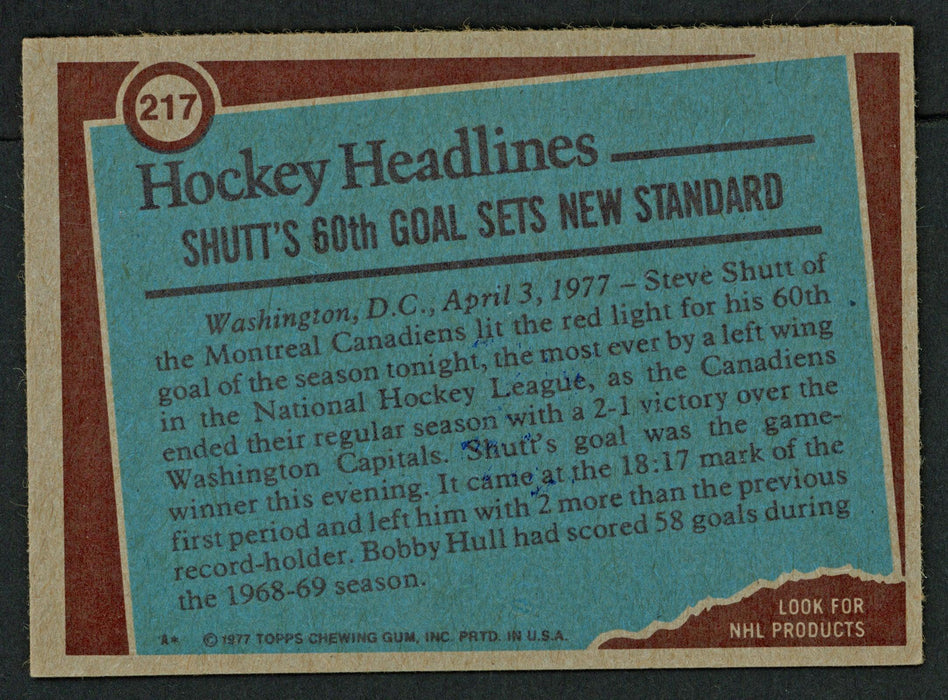 217
Hockey Headlines
SHUTT'S 60th GOAL SETS NEW STANDARD
Washington, D.C., April 3, 1977 – Steve Shutt of
the Montreal Canadiens lit the red light for his 60th
goal of the season tonight, the most ever by a left wing
in the National Hockey League, as the Canadiens
ended their regular season with a 2-1 victory over the
Washington Capitals. Shutt's goal was the game-
winner this evening. It came at the 18:17 mark of the
first period and left him with 2 more than the previous
record-holder. Bobby Hull had scored 58 goals during
the 1968-69 season.
A* © 1977 TOPPS CHEWING GUM, INC. PRTD. IN U.S.A.
LOOK FOR
NHL PRODUCTS